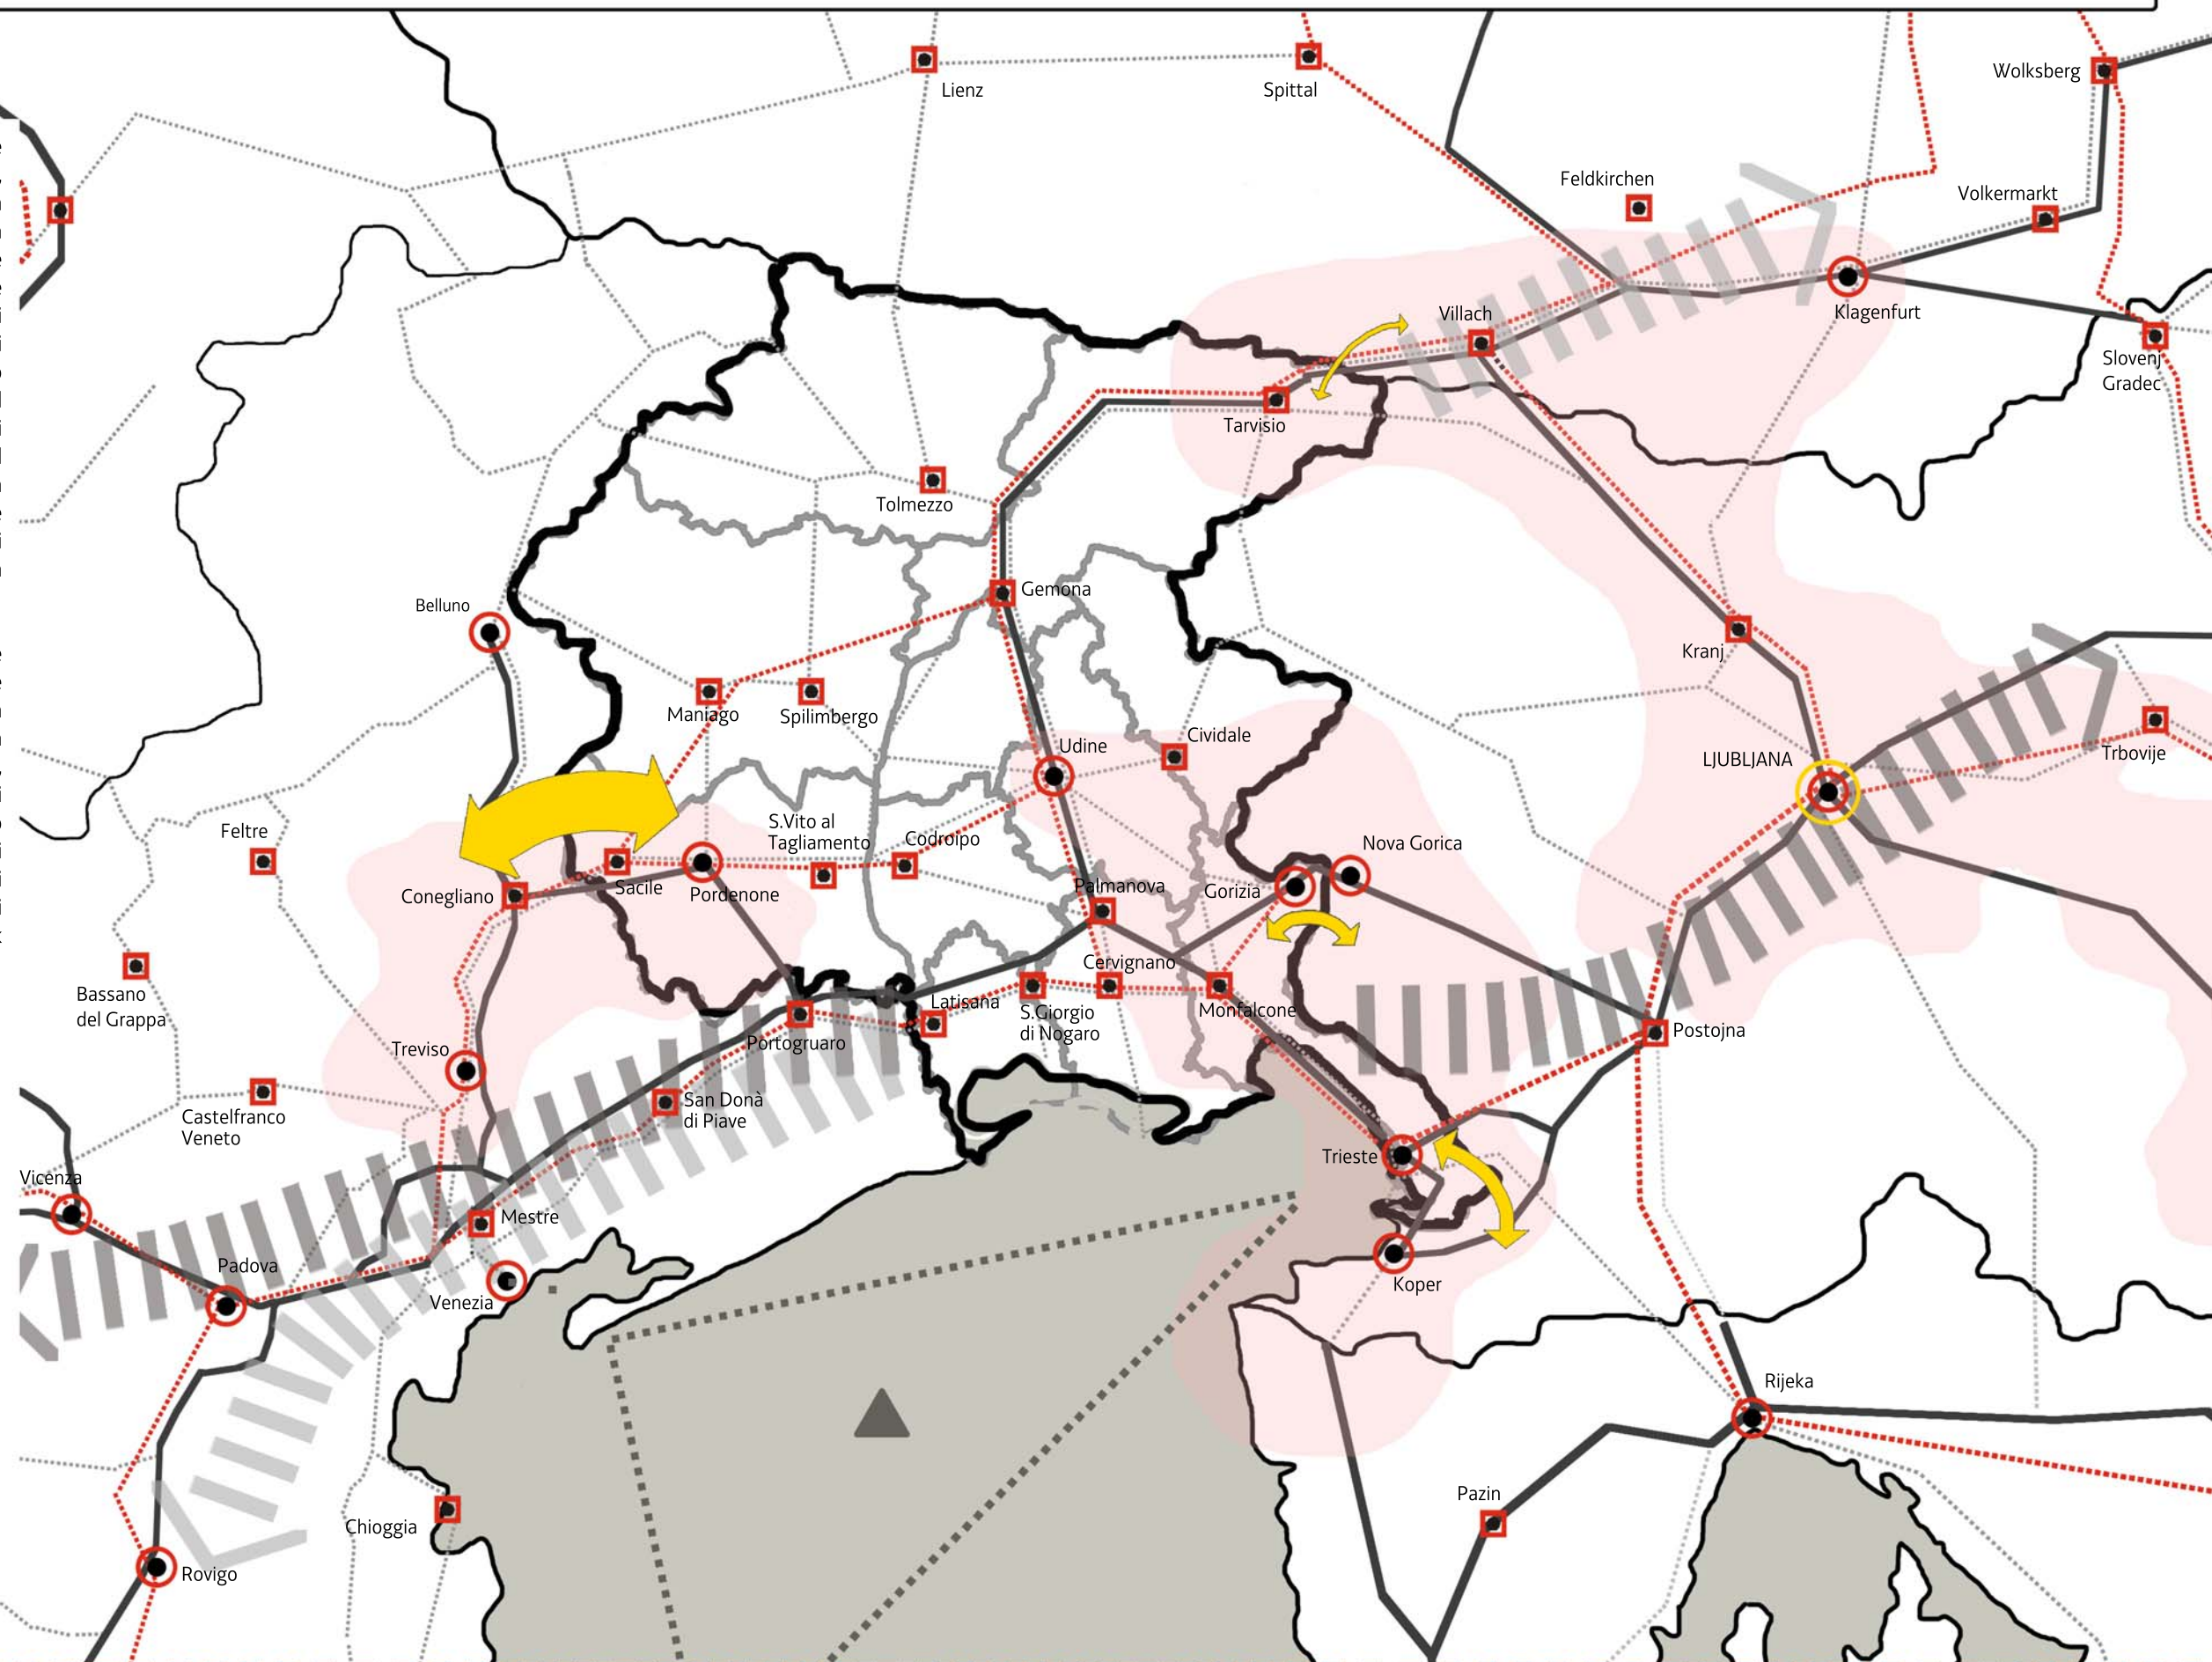 Lienz
Spittal
Wolksberg
Feldkirchen
Volkermarkt
Villach
Klagenfurt
Slovenj
Gradec
Tarvisio
Tolmezzo
Belluno
Gemona
Kranj
Maniago
Spilimbergo
Udine
Cividale
LJUBLJANA
Trbovije
Feltre
S.Vito al
Tagliamento
Codroipo
Nova Gorica
Conegliano
Sacile
Pordenone
Palmanova
Gorizia
Bassano
del Grappa
Cervignano
Latisana
S.Giorgio
di Nogaro
Monfalcone
Postojna
Treviso
Portogruaro
Castelfranco
Veneto
San Donà
di Piave
Trieste
Vicenza
Mestre
Padova
Venezia
Koper
Rijeka
Pazin
Chioggia
Rovigo